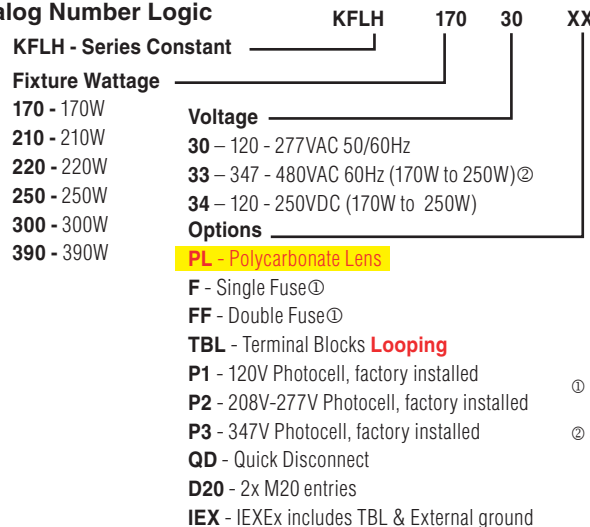 alog Number Logic
KFLH 170 30 XX
KFLH - Series Constant
Fixture Wattage
170 - 170W
210 - 210W
220 - 220W
250 - 250W
300 - 300W
390 - 390W
Voltage
30 – 120 - 277VAC 50/60Hz
33 – 347 - 480VAC 60Hz (170W to 250W)②
34 – 120 - 250VDC (170W to 250W)
Options
PL - Polycarbonate Lens
F - Single Fuse①
FF - Double Fuse①
TBL - Terminal Blocks Looping
P1 - 120V Photocell, factory installed
P2 - 208V-277V Photocell, factory installed
P3 - 347V Photocell, factory installed
QD - Quick Disconnect
D20 - 2x M20 entries
IEX - IEXEx includes TBL & External ground
①
②